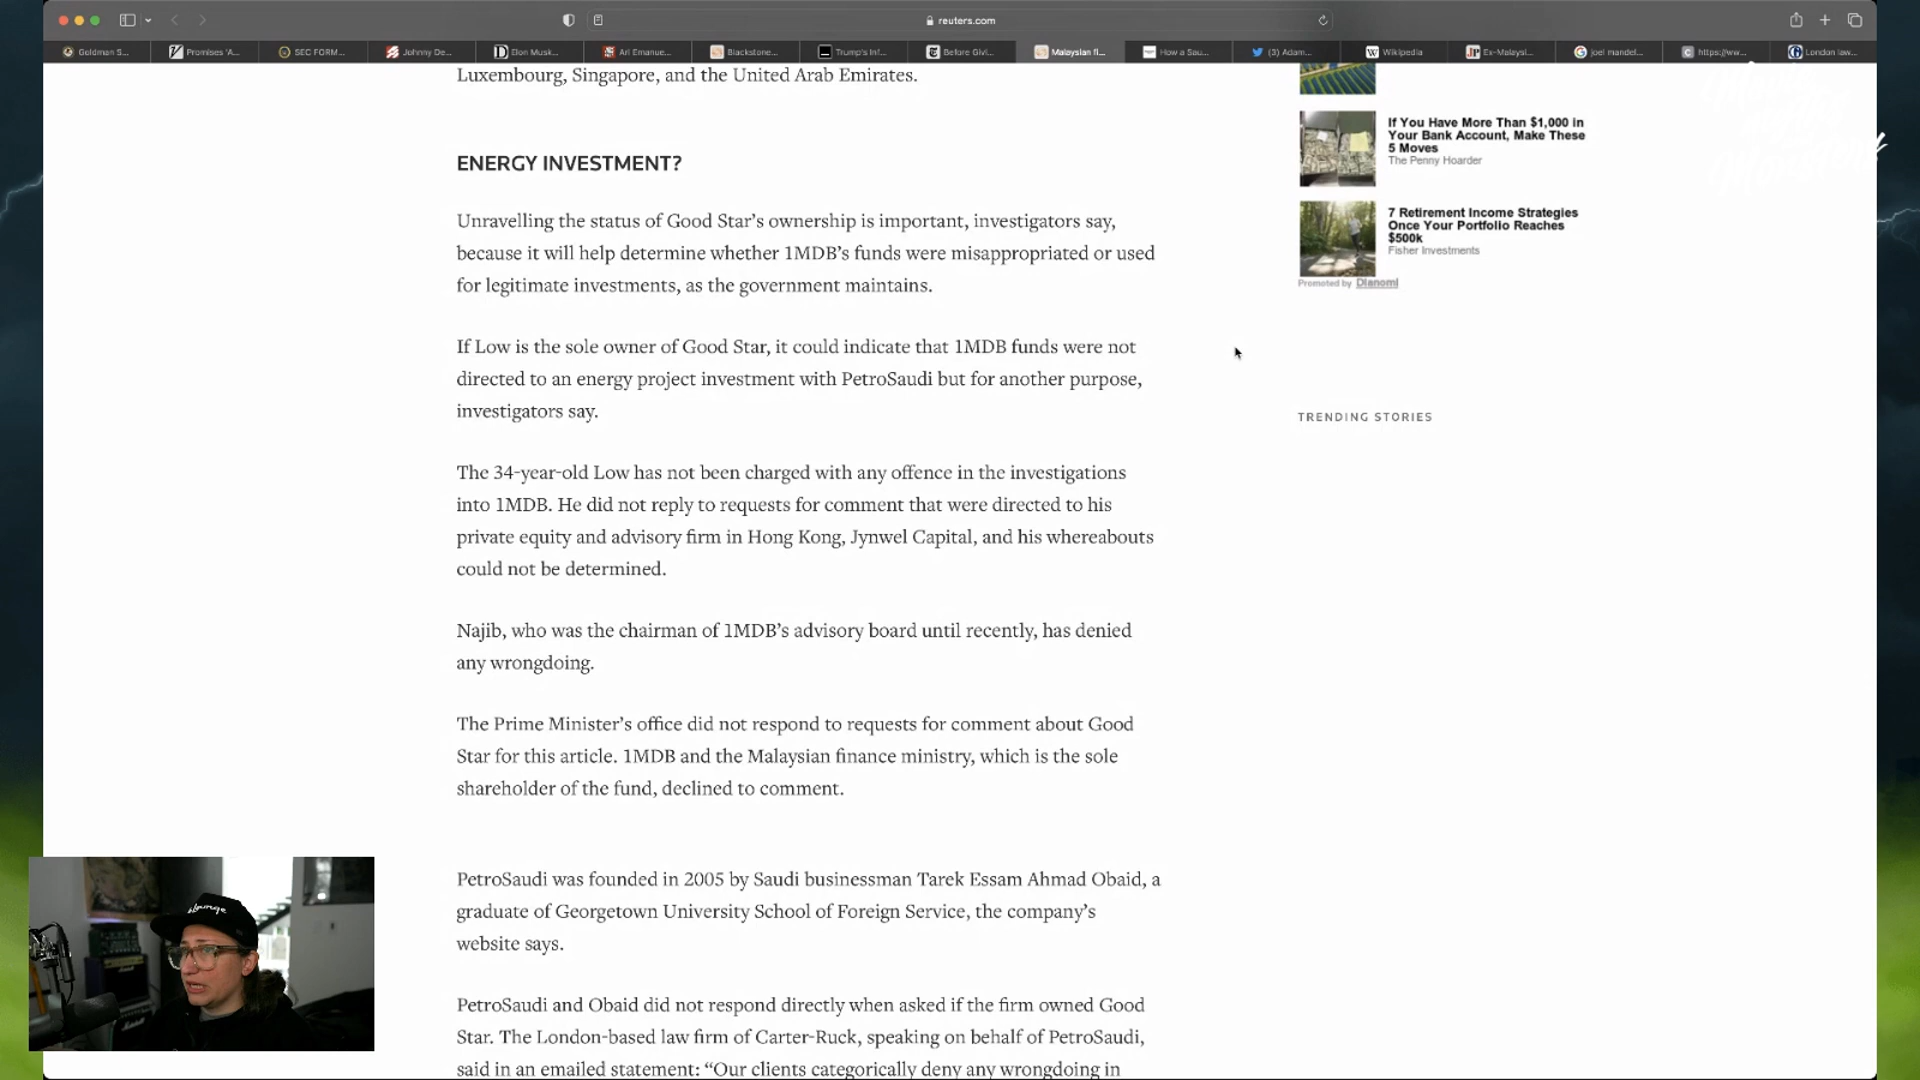 reuters.com
Goldman S...
Promises 'A...
SEC FORM...
Johnny De...
Elon Musk...
Ari Emanue...
Blackstone...
Trump's Inf...
Before Givi...
Malaysian fi...
How a Sau...
(3) Adam...
Wikipedia
Ex-Malaysi...
joel mandel...
https://ww...
London law...
Luxembourg, Singapore, and the United Arab Emirates.
ENERGY INVESTMENT?
Unravelling the status of Good Star’s ownership is important, investigators say,
because it will help determine whether 1MDB’s funds were misappropriated or used
for legitimate investments, as the government maintains.
If Low is the sole owner of Good Star, it could indicate that 1MDB funds were not
directed to an energy project investment with PetroSaudi but for another purpose,
investigators say.
The 34-year-old Low has not been charged with any offence in the investigations
into 1MDB. He did not reply to requests for comment that were directed to his
private equity and advisory firm in Hong Kong, Jynwel Capital, and his whereabouts
could not be determined.
Najib, who was the chairman of 1MDB’s advisory board until recently, has denied
any wrongdoing.
The Prime Minister’s office did not respond to requests for comment about Good
Star for this article. 1MDB and the Malaysian finance ministry, which is the sole
shareholder of the fund, declined to comment.
PetroSaudi was founded in 2005 by Saudi businessman Tarek Essam Ahmad Obaid, a
graduate of Georgetown University School of Foreign Service, the company’s
website says.
PetroSaudi and Obaid did not respond directly when asked if the firm owned Good
Star. The London-based law firm of Carter-Ruck, speaking on behalf of PetroSaudi,
said in an emailed statement: “Our clients categorically deny any wrongdoing in
If You Have More Than $1,000 in
Your Bank Account, Make These
5 Moves
The Penny Hoarder
7 Retirement Income Strategies
Once Your Portfolio Reaches
$500k
Fisher Investments
Promoted by Dianomi
TRENDING STORIES